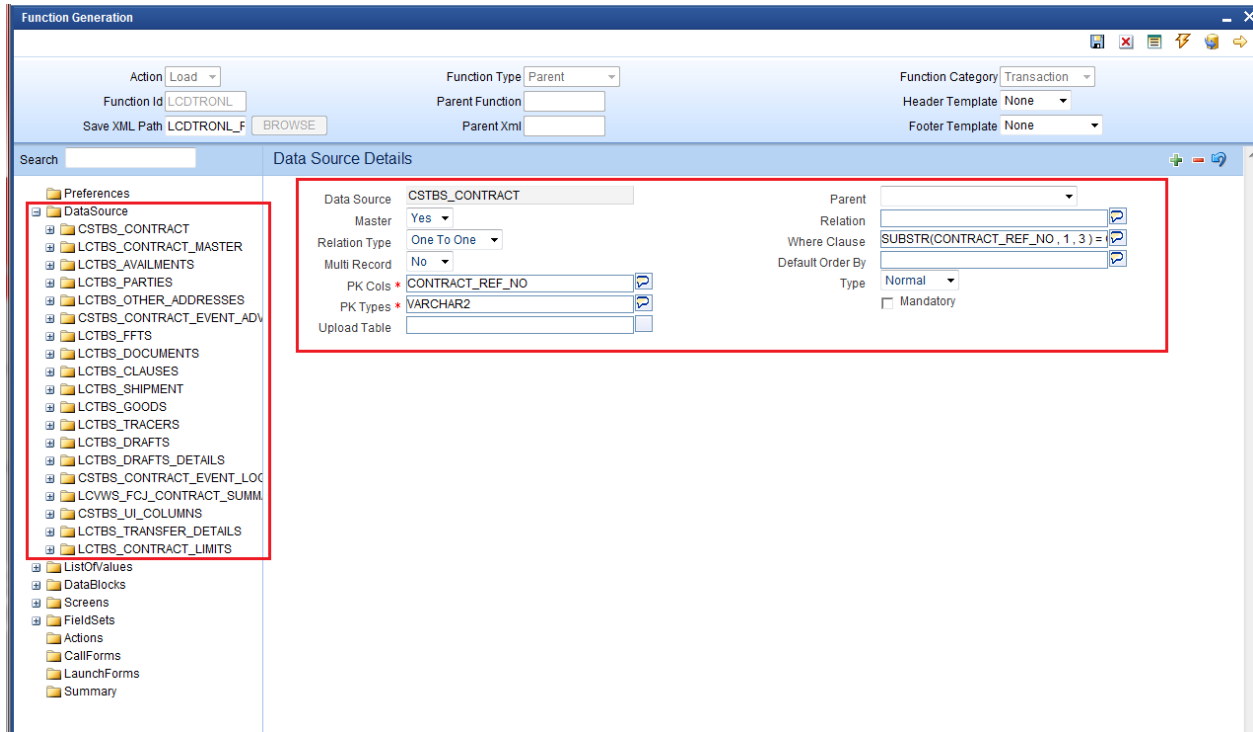 Function Generation
Action Load Function Type Parent Function Category Transaction
Function Id LCDTRONL Parent Function Header Template None
Save XML Path LCDTRONL_F BROWSE Parent Xml Footer Template None
Search Data Source Details
Preferences
DataSource
CSTBS_CONTRACT
LCTBS_CONTRACT_MASTER
LCTBS_AVAILMENTS
LCTBS_PARTIES
LCTBS_OTHER_ADDRESSES
CSTBS_CONTRACT_EVENT_ADV
LCTBS_FFTS
LCTBS_DOCUMENTS
LCTBS_CLAUSES
LCTBS_SHIPMENT
LCTBS_GOODS
LCTBS_TRACERS
LCTBS_DRAFTS
LCTBS_DRAFTS_DETAILS
CSTBS_CONTRACT_EVENT_LOG
LCVWS_FCJ_CONTRACT_SUMM
CSTBS_UI_COLUMNS
LCTBS_TRANSFER_DETAILS
LCTBS_CONTRACT_LIMITS
ListOfValues
DataBlocks
Screens
FieldSets
Actions
CallForms
LaunchForms
Summary
Data Source CSTBS_CONTRACT Parent
Master Yes Relation
Relation Type One To One Where Clause SUBSTR(CONTRACT_REF_NO , 1 , 3 ) =
Multi Record No Default Order By
PK Cols * CONTRACT_REF_NO Type Normal
PK Types * VARCHAR2 Mandatory
Upload Table